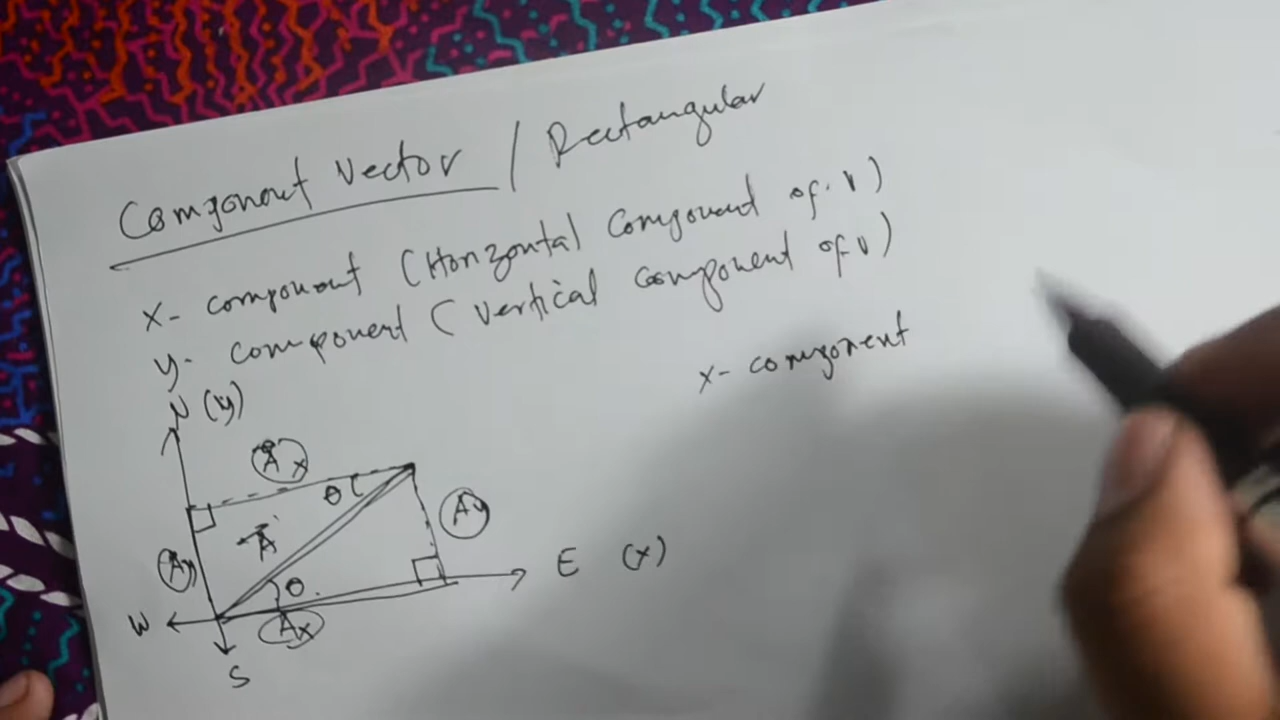 Component Vector / Rectangular
x- component (Horizontal Component of V)
y- component (Vertical component of V)
x- component
N (y)
Ax
θ
A
Ay
Ay
θ
E (x)
W
Ax
S